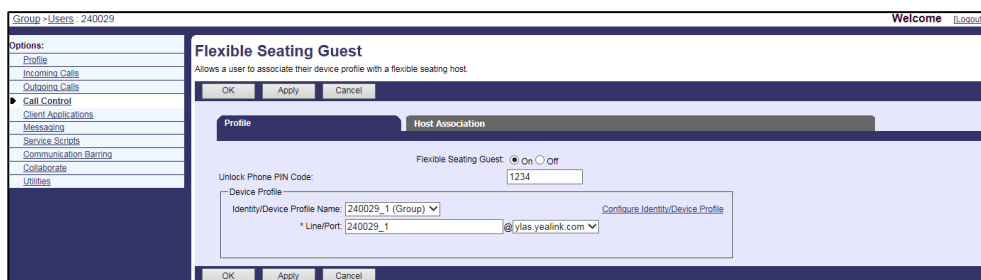 Group >Users : 240029 Welcome [Logout
Options:
Profile
Incoming Calls
Outgoing Calls
Call Control
Client Applications
Messaging
Service Scripts
Communication Barring
Collaborate
Utilities
Flexible Seating Guest
Allows a user to associate their device profile with a flexible seating host.
OK Apply Cancel
Profile Host Association
Flexible Seating Guest: On Off
Unlock Phone PIN Code: 1234
Device Profile
Identity/Device Profile Name: 240029_1 (Group) Configure Identity/Device Profile
* Line/Port: 240029_1 @ ylas.yealink.com
OK Apply Cancel